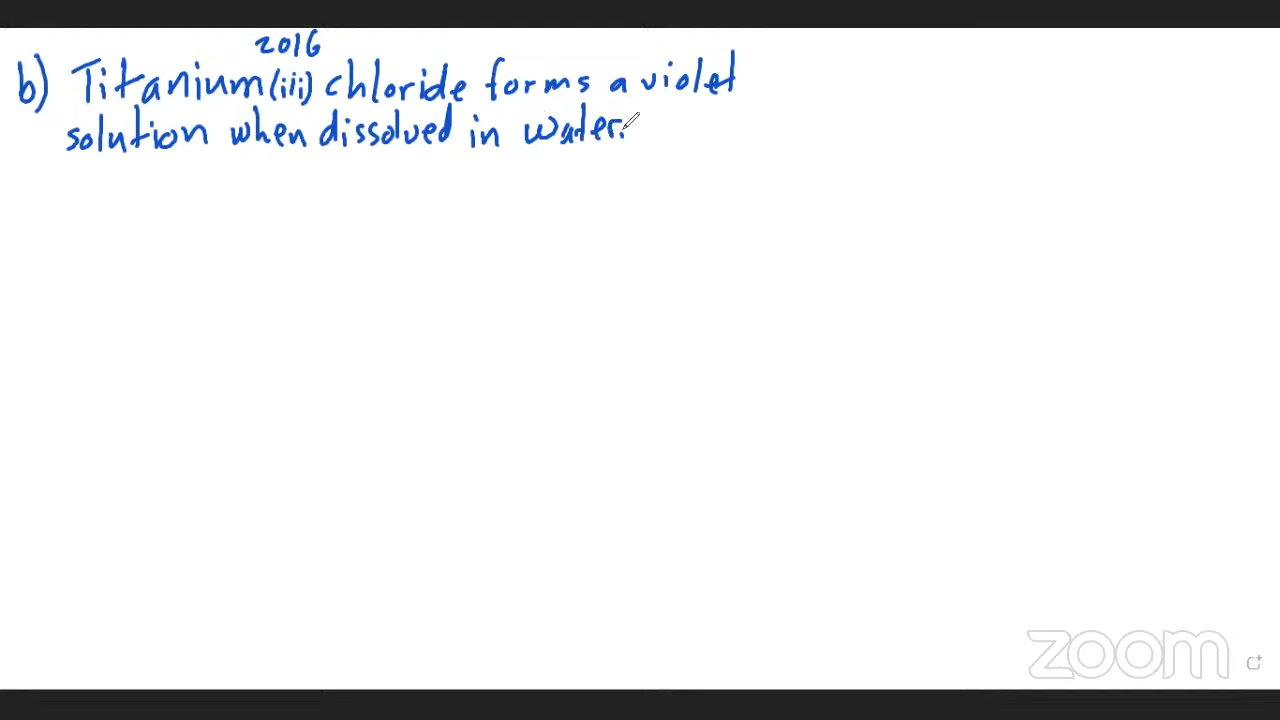 2016
b) Titanium(iii) chloride forms a violet
solution when dissolved in water.
zoom